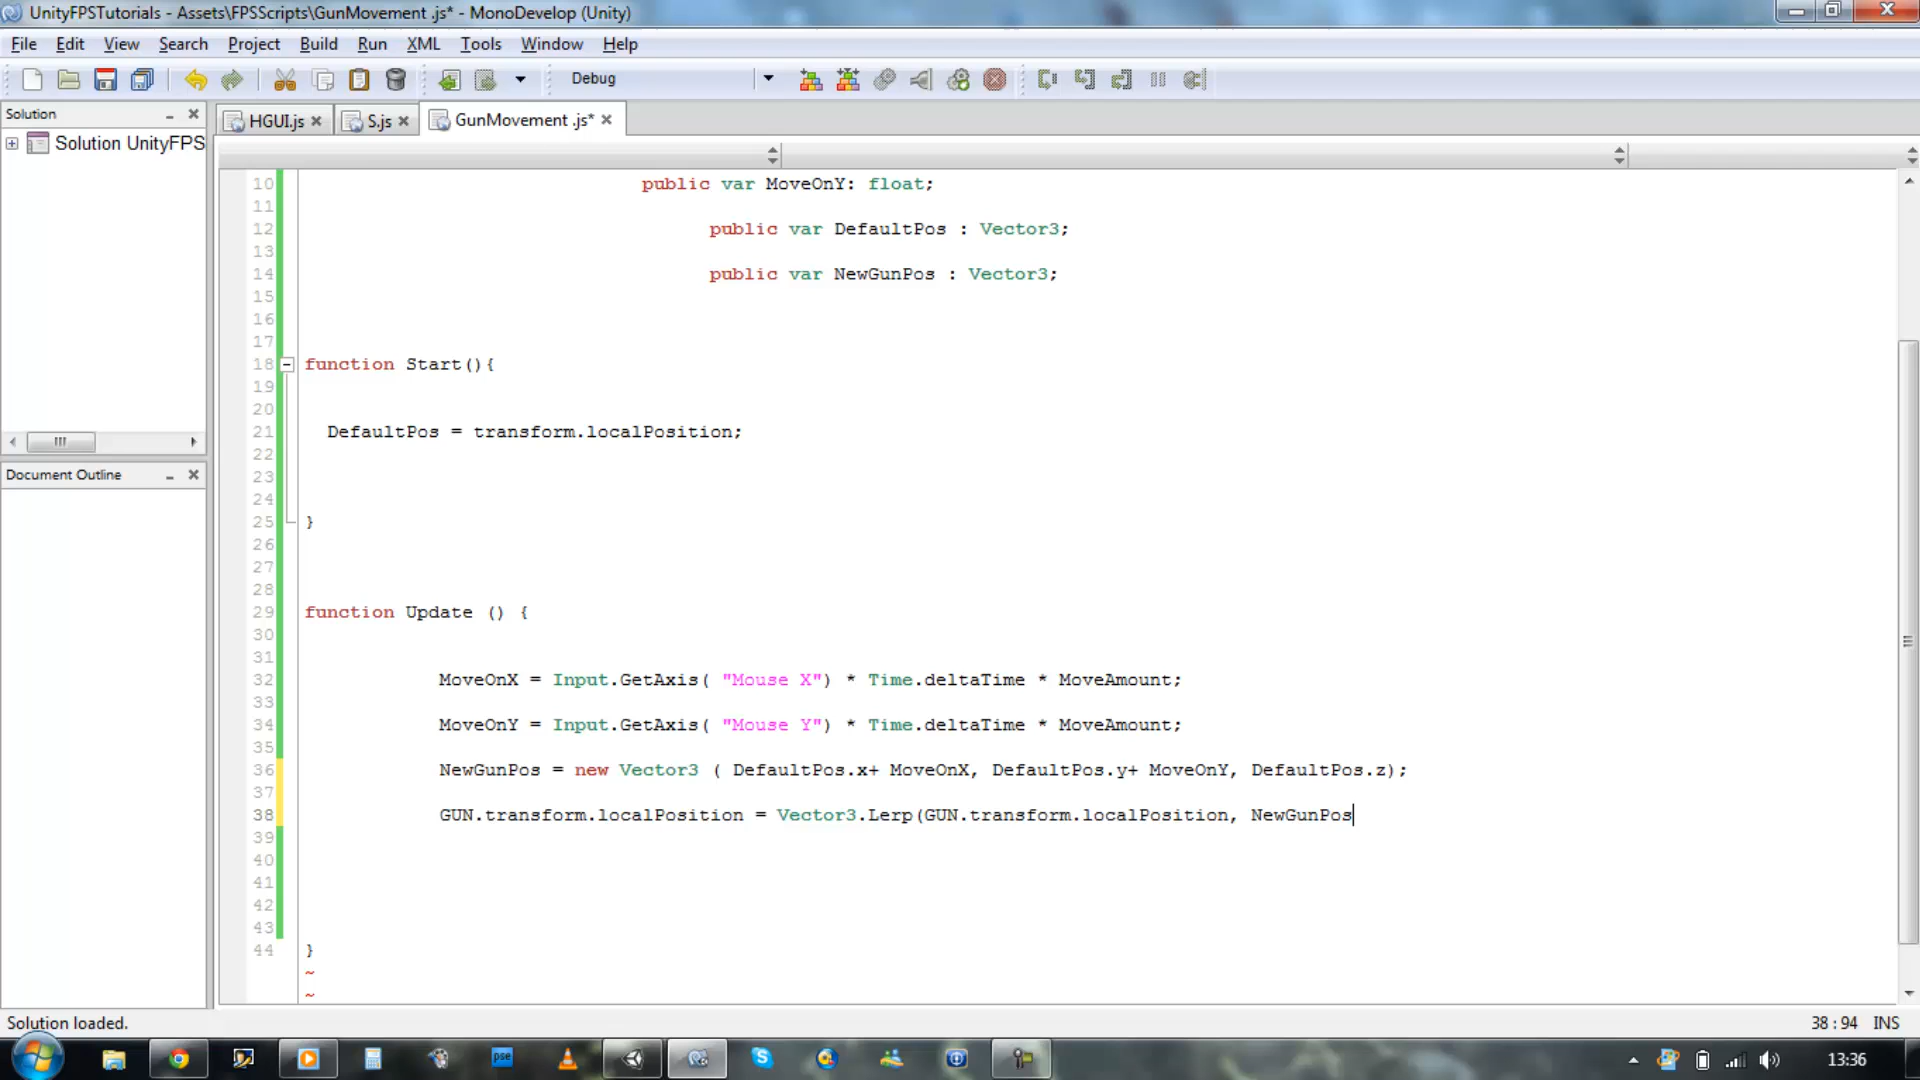 UnityFPSTutorials - Assets\FPSScripts\GunMovement .js* - MonoDevelop (Unity)
File Edit View Search Project Build Run XML Tools Window Help
Debug
Solution
HGUI.js
S.js
GunMovement .js*
Solution UnityFPS
Document Outline
10 public var MoveOnY: float;
11
12 public var DefaultPos : Vector3;
13
14 public var NewGunPos : Vector3;
15
16
17
18 function Start(){
19
20
21 DefaultPos = transform.localPosition;
22
23
24
25 }
26
27
28
29 function Update () {
30
31
32 MoveOnX = Input.GetAxis( "Mouse X") * Time.deltaTime * MoveAmount;
33
34 MoveOnY = Input.GetAxis( "Mouse Y") * Time.deltaTime * MoveAmount;
35
36 NewGunPos = new Vector3 ( DefaultPos.x+ MoveOnX, DefaultPos.y+ MoveOnY, DefaultPos.z);
37
38 GUN.transform.localPosition = Vector3.Lerp(GUN.transform.localPosition, NewGunPos
39
40
41
42
43
44 }
~
~
Solution loaded.
38 : 94 INS
pse
13:36